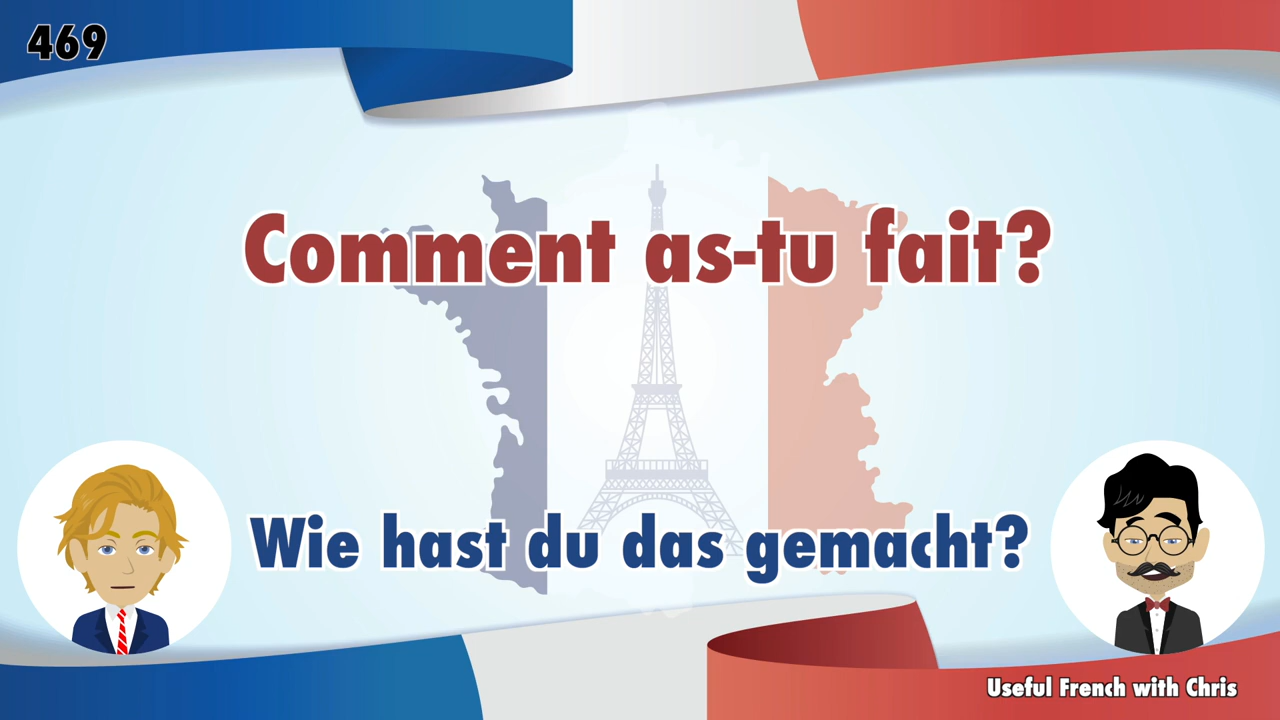 469
Comment as-tu fait?
Wie hast du das gemacht?
Useful French with Chris